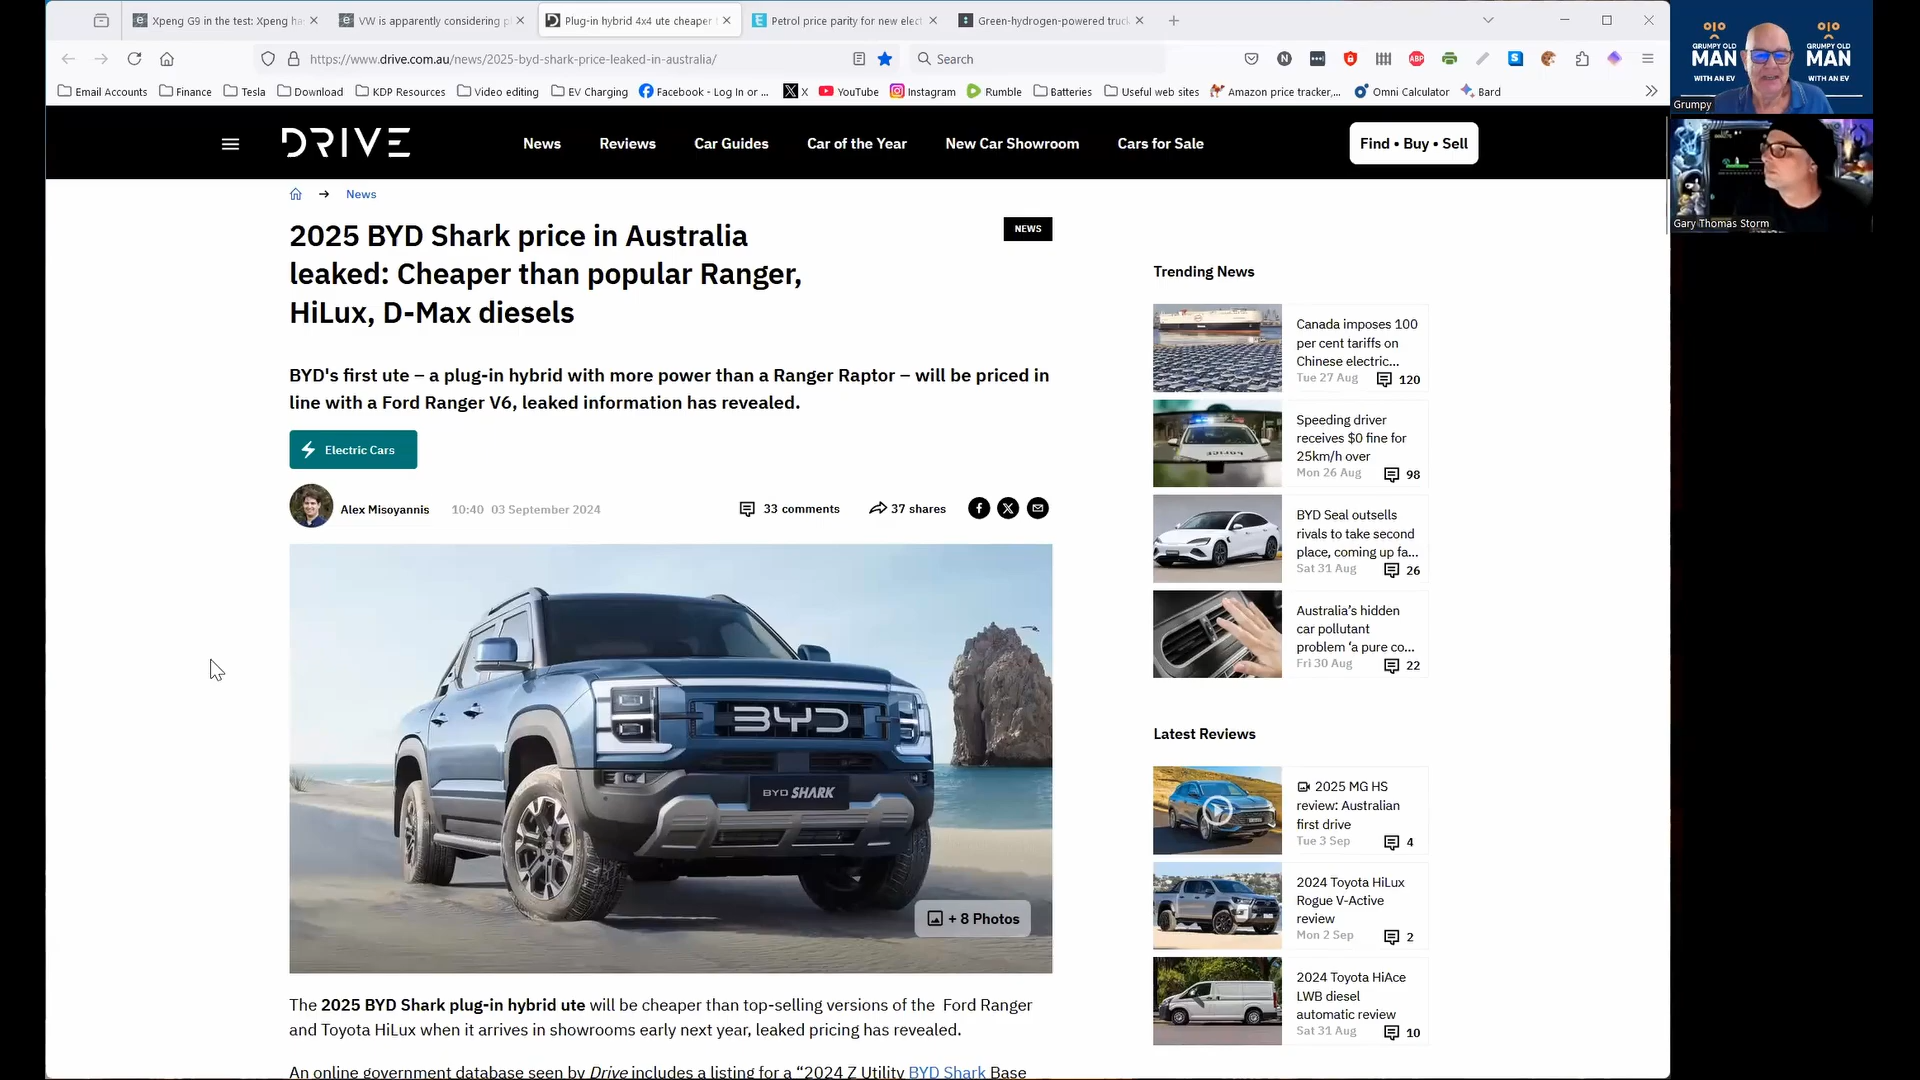 Xpeng G9 in the test: Xpeng ha
VW is apparently considering p
Plug-in hybrid 4x4 ute cheaper
Petrol price parity for new elect
Green-hydrogen-powered truc
https://www.drive.com.au/news/2025-byd-shark-price-leaked-in-australia/
Search
Email Accounts
Finance
Tesla
Download
KDP Resources
Video editing
EV Charging
Facebook - Log In or ...
X
YouTube
Instagram
Rumble
Batteries
Useful web sites
Amazon price tracker,...
Omni Calculator
Bard
GRUMPY OLD
MAN
WITH AN EV
GRUMPY OLD
MAN
WITH AN EV
Grumpy
Gary Thomas Storm
DRIVE
News
Reviews
Car Guides
Car of the Year
New Car Showroom
Cars for Sale
Find • Buy • Sell
News
2025 BYD Shark price in Australia
leaked: Cheaper than popular Ranger,
HiLux, D-Max diesels
NEWS
BYD's first ute – a plug-in hybrid with more power than a Ranger Raptor – will be priced in
line with a Ford Ranger V6, leaked information has revealed.
Electric Cars
Alex Misoyannis
10:40 03 September 2024
33 comments
37 shares
BYD
BYD SHARK
+ 8 Photos
The 2025 BYD Shark plug-in hybrid ute will be cheaper than top-selling versions of the Ford Ranger
and Toyota HiLux when it arrives in showrooms early next year, leaked pricing has revealed.
An online government database seen by Drive includes a listing for a “2024 Z Utility BYD Shark Base
Trending News
Canada imposes 100
per cent tariffs on
Chinese electric...
Tue 27 Aug
120
Speeding driver
receives $0 fine for
25km/h over
Mon 26 Aug
98
BYD Seal outsells
rivals to take second
place, coming up fa...
Sat 31 Aug
26
Australia’s hidden
car pollutant
problem ‘a pure co...
Fri 30 Aug
22
Latest Reviews
2025 MG HS
review: Australian
first drive
Tue 3 Sep
4
2024 Toyota HiLux
Rogue V-Active
review
Mon 2 Sep
2
2024 Toyota HiAce
LWB diesel
automatic review
Sat 31 Aug
10